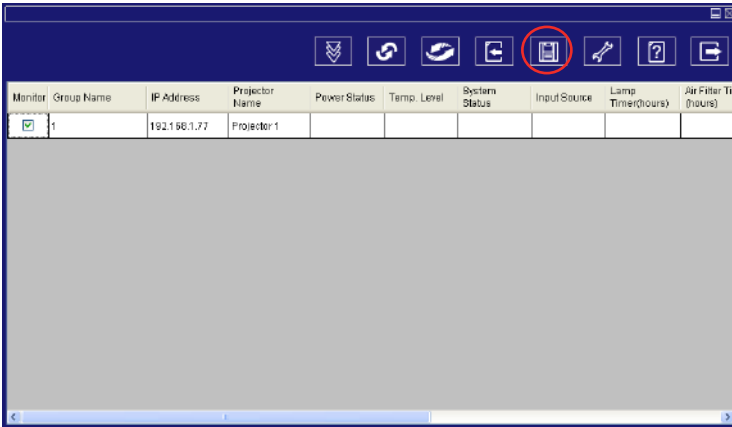 Monitor Group Name IP Address Projector Name Power Status Temp. Level System Status Input Source Lamp Timer(hours) Air Filter Ti (hours)
1 192.168.1.77 Projector 1